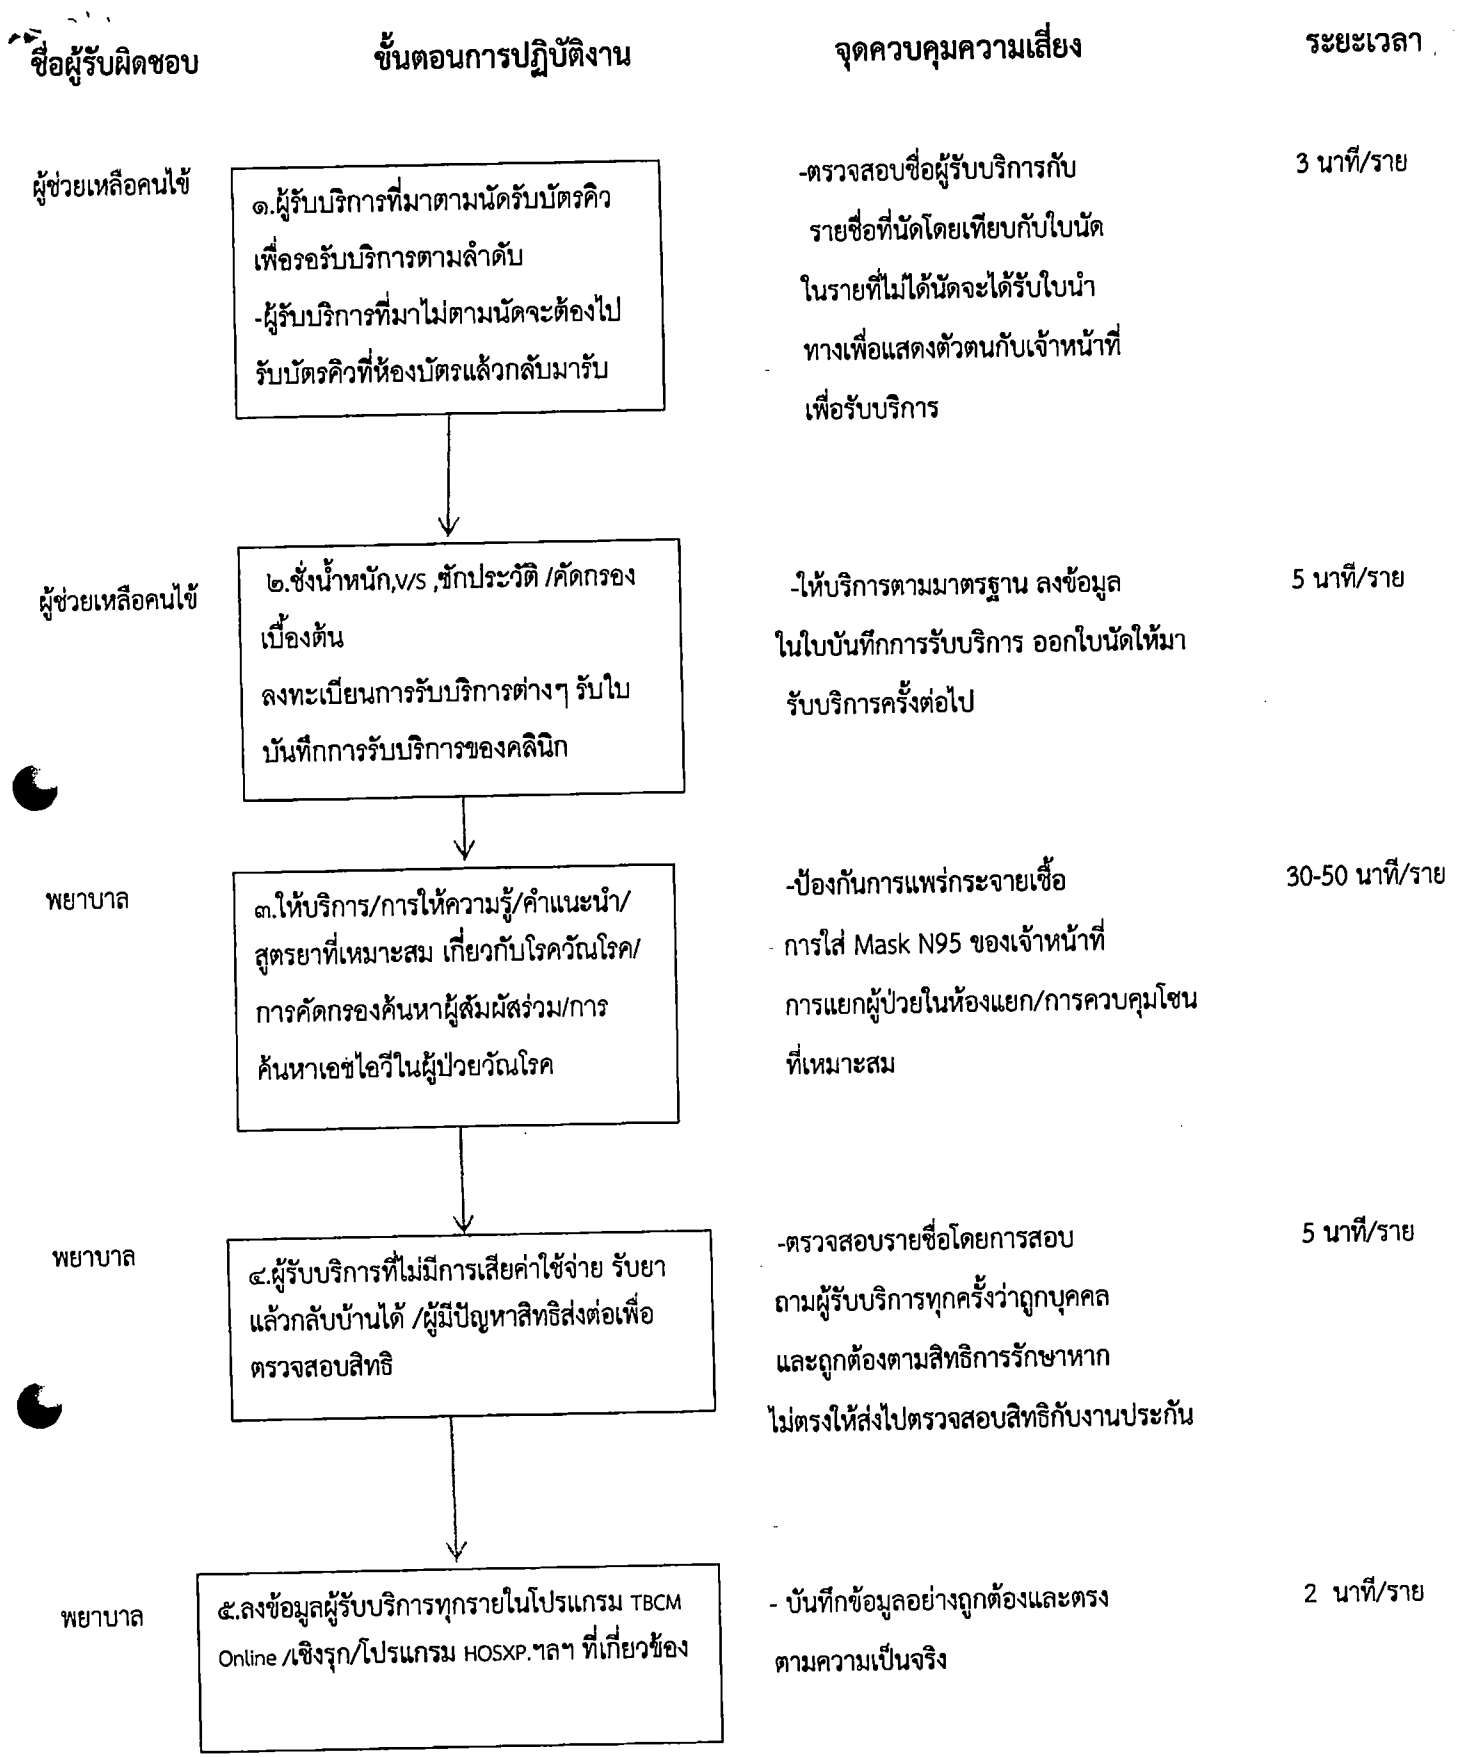 ชื่อผู้รับผิดชอบ
ขั้นตอนการปฏิบัติงาน
จุดควบคุมความเสี่ยง
ระยะเวลา
ผู้ช่วยเหลือคนไข้
๑.ผู้รับบริการที่มาตามนัดรับบัตรคิว
เพื่อรอรับบริการตามลำดับ
-ผู้รับบริการที่มาไม่ตามนัดจะต้องไป
รับบัตรคิวที่ห้องบัตรแล้วกลับมารับ
-ตรวจสอบชื่อผู้รับบริการกับ
รายชื่อที่นัดโดยเทียบกับใบนัด
ในรายที่ไม่ได้นัดจะได้รับใบนำ
ทางเพื่อแสดงตัวตนกับเจ้าหน้าที่
เพื่อรับบริการ
3 นาที/ราย
ผู้ช่วยเหลือคนไข้
๒.ชั่งน้ำหนัก,V/S ,ซักประวัติ /คัดกรอง
เบื้องต้น
ลงทะเบียนการรับบริการต่างๆ รับใบ
บันทึกการรับบริการของคลินิก
-ให้บริการตามมาตรฐาน ลงข้อมูล
ในใบบันทึกการรับบริการ ออกใบนัดให้มา
รับบริการครั้งต่อไป
5 นาที/ราย
พยาบาล
๓.ให้บริการ/การให้ความรู้/คำแนะนำ/
สูตรยาที่เหมาะสม เกี่ยวกับโรควัณโรค/
การคัดกรองค้นหาผู้สัมผัสร่วม/การ
ค้นหาเอชไอวีในผู้ป่วยวัณโรค
-ป้องกันการแพร่กระจายเชื้อ
การใส่ Mask N95 ของเจ้าหน้าที่
การแยกผู้ป่วยในห้องแยก/การควบคุมโซน
ที่เหมาะสม
30-50 นาที/ราย
พยาบาล
๔.ผู้รับบริการที่ไม่มีการเสียค่าใช้จ่าย รับยา
แล้วกลับบ้านได้ /ผู้มีปัญหาสิทธิส่งต่อเพื่อ
ตรวจสอบสิทธิ
-ตรวจสอบรายชื่อโดยการสอบ
ถามผู้รับบริการทุกครั้งว่าถูกบุคคล
และถูกต้องตามสิทธิการรักษาหาก
ไม่ตรงให้ส่งไปตรวจสอบสิทธิกับงานประกัน
5 นาที/ราย
พยาบาล
๕.ลงข้อมูลผู้รับบริการทุกรายในโปรแกรม TBCM
Online /เชิงรุก/โปรแกรม HOSXP.ฯลฯ ที่เกี่ยวข้อง
- บันทึกข้อมูลอย่างถูกต้องและตรง
ตามความเป็นจริง
2 นาที/ราย